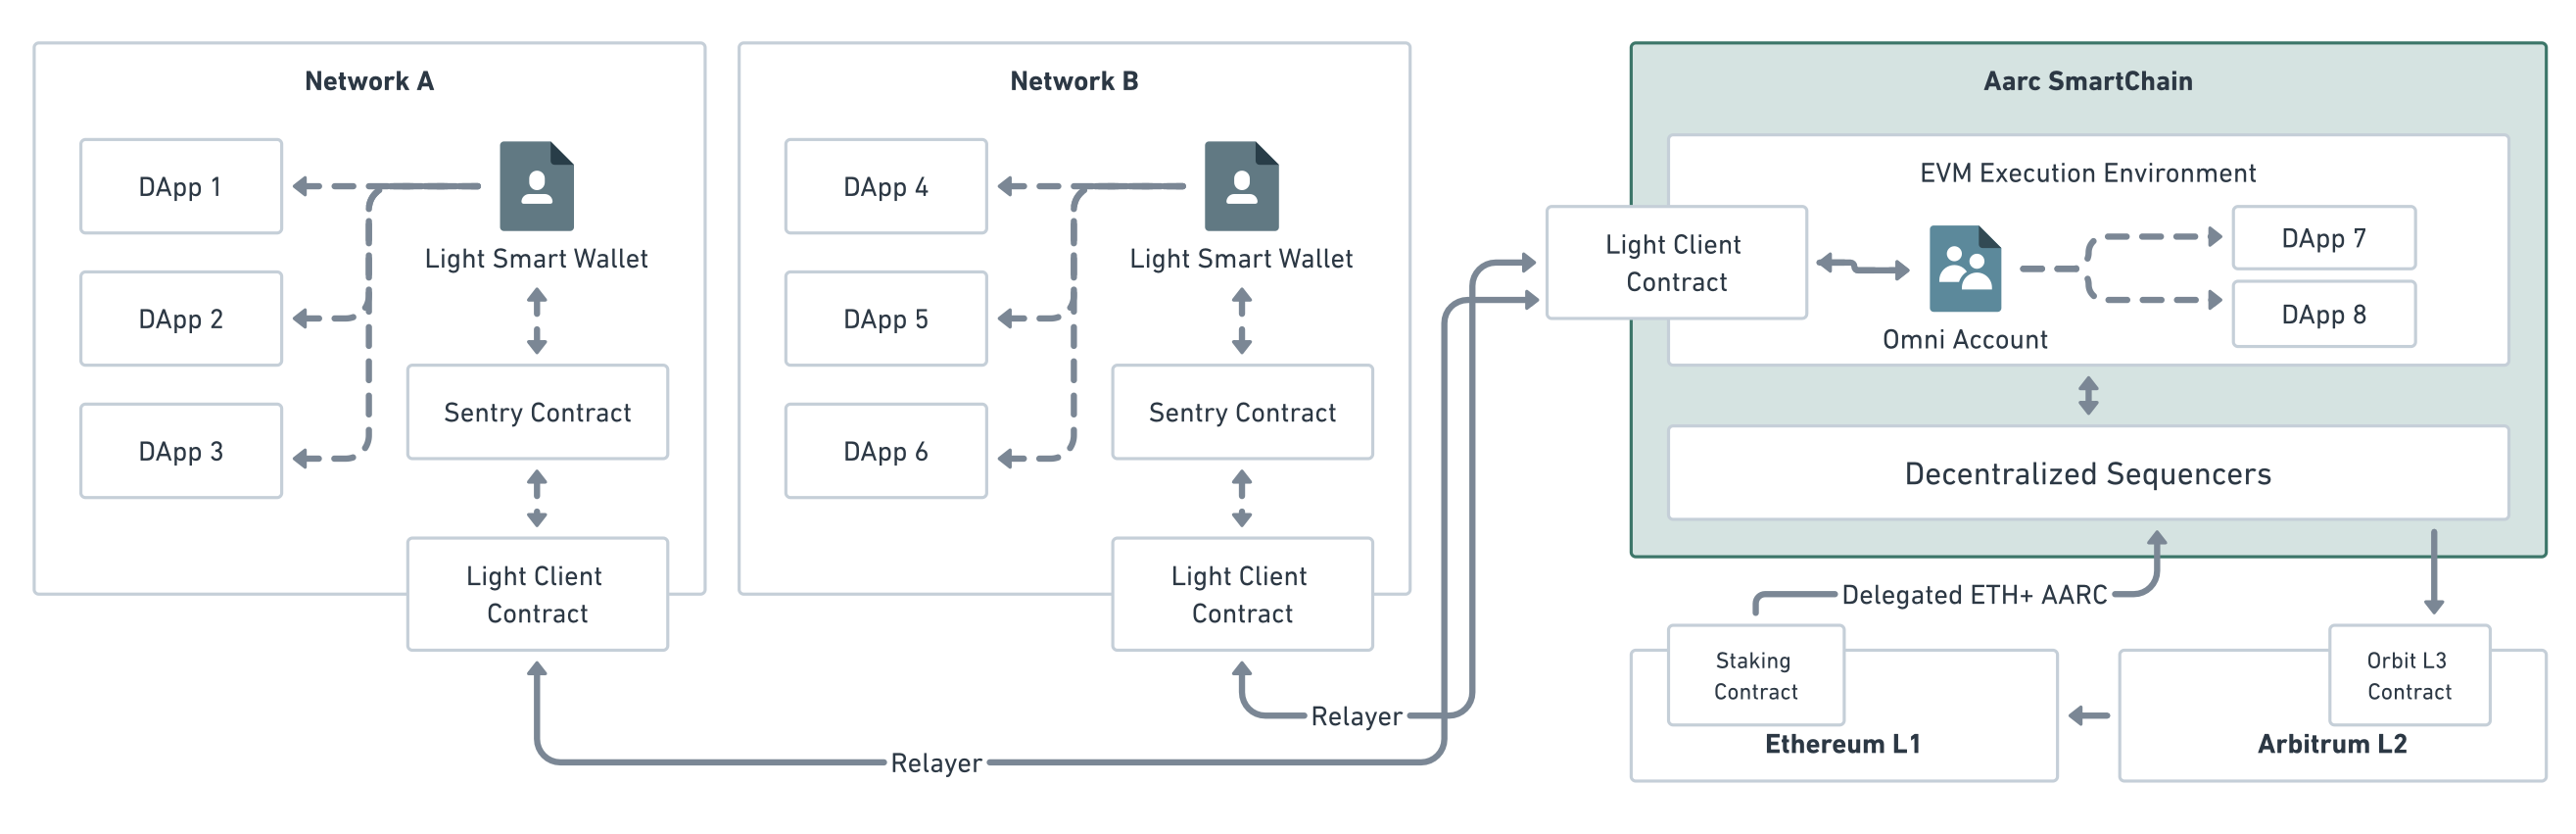 Network A
DApp 1
DApp 2
DApp 3
Light Smart Wallet
Sentry Contract
Light Client
Contract
Network B
DApp 4
DApp 5
DApp 6
Light Smart Wallet
Sentry Contract
Light Client
Contract
Relayer
Relayer
Aarc SmartChain
EVM Execution Environment
Light Client
Contract
Omni Account
DApp 7
DApp 8
Decentralized Sequencers
Delegated ETH+ AARC
Staking
Contract
Ethereum L1
Orbit L3
Contract
Arbitrum L2